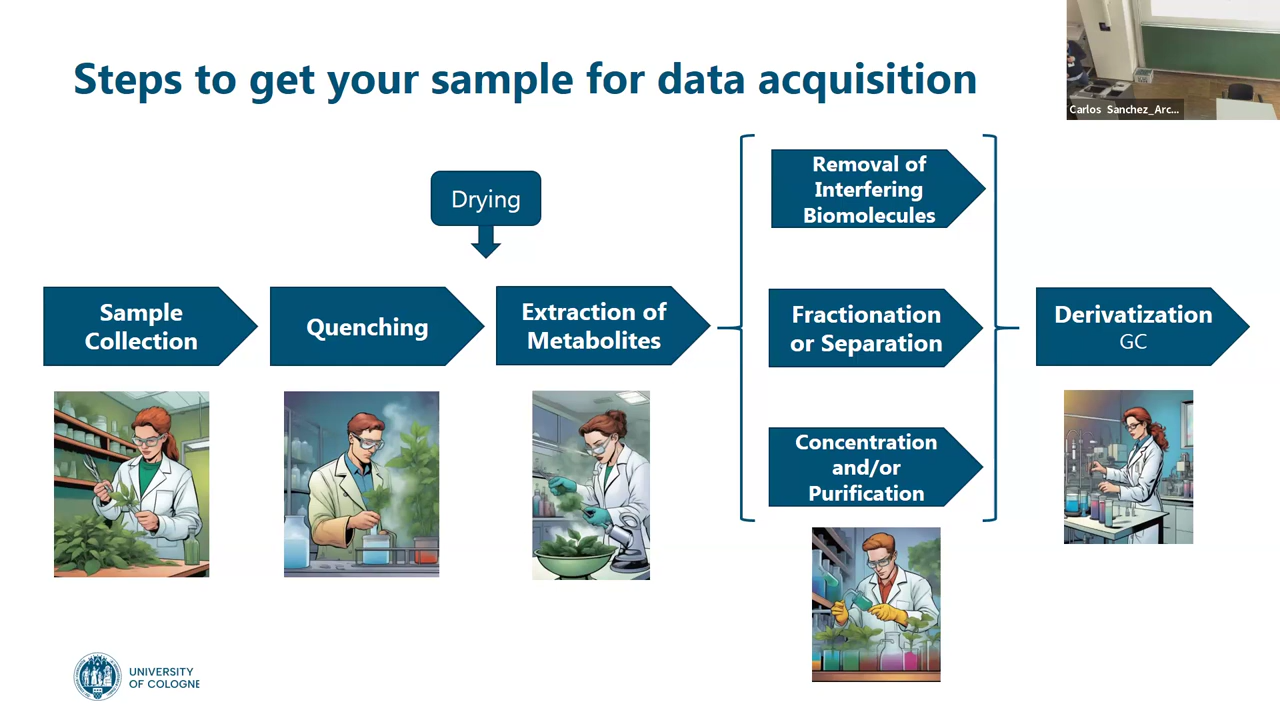 Steps to get your sample for data acquisition
Carlos Sanchez_Arc...
Drying
Sample
Collection
Quenching
Extraction of
Metabolites
Removal of
Interfering
Biomolecules
Fractionation
or Separation
Concentration
and/or
Purification
Derivatization
GC
UNIVERSITY
OF COLOGNE